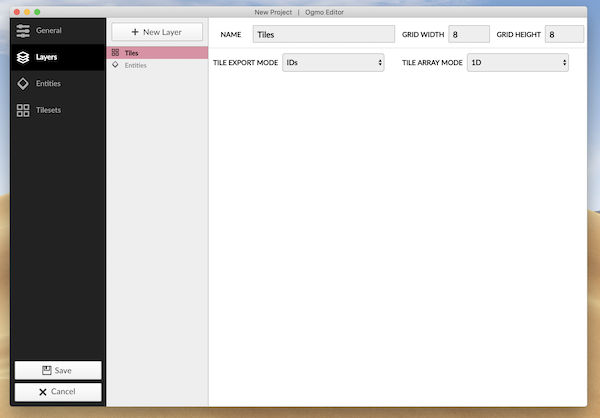 New Project | Ogmo Editor
General
Layers
Entities
Tilesets
Save
Cancel
+ New Layer
Tiles
Entities
NAME Tiles GRID WIDTH 8 GRID HEIGHT 8
TILE EXPORT MODE IDs TILE ARRAY MODE 1D